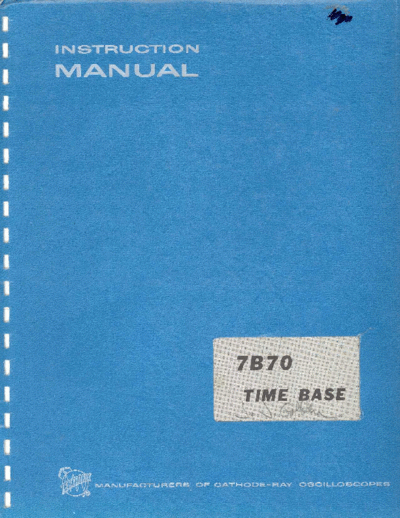 INSTRUCTION
MANUAL
7B70
TIME BASE
MANUFACTURERS OF CATHODE-RAY OSCILLOSCOPES